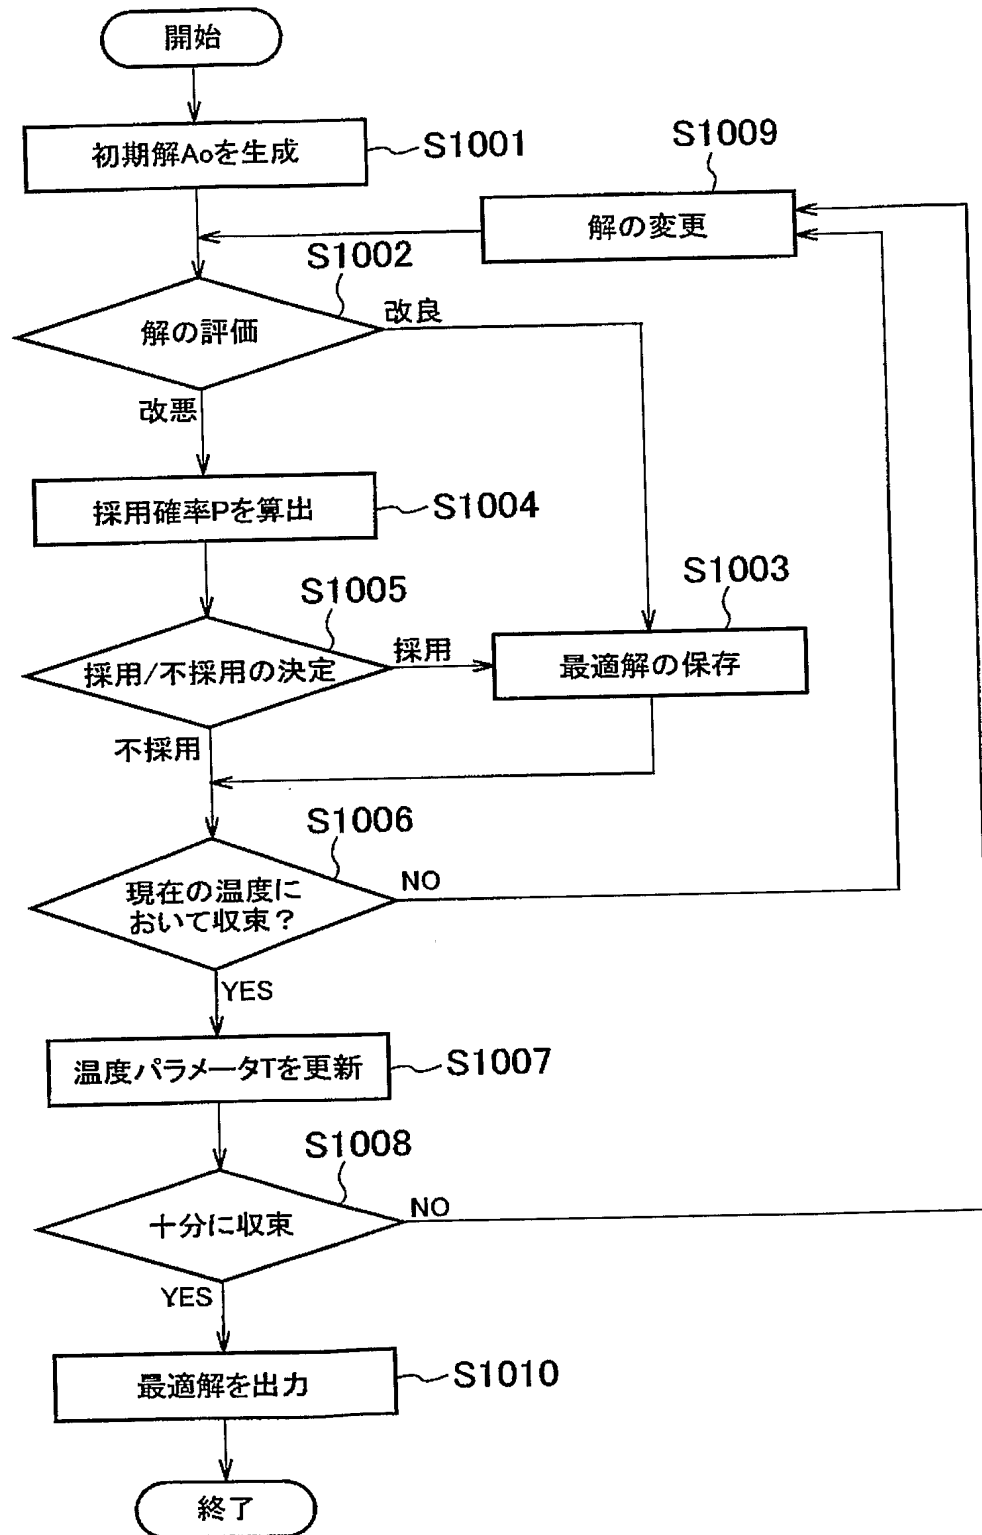 開始
初期解Aoを生成
S1001
S1009
解の変更
S1002
解の評価
改良
改悪
採用確率Pを算出
S1004
S1005
採用/不採用の決定
採用
S1003
最適解の保存
不採用
S1006
現在の温度に
おいて収束?
NO
YES
温度パラメータTを更新
S1007
S1008
十分に収束
NO
YES
最適解を出力
S1010
終了